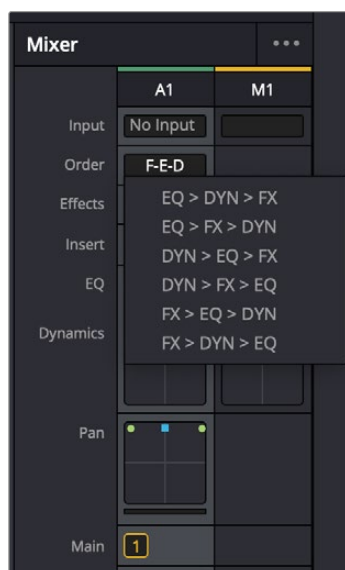 Mixer
A1 M1
Input No Input
Order F-E-D
Effects
EQ > DYN > FX
EQ > FX > DYN
Insert
DYN > EQ > FX
EQ
DYN > FX > EQ
FX > EQ > DYN
Dynamics
FX > DYN > EQ
Pan
Main 1